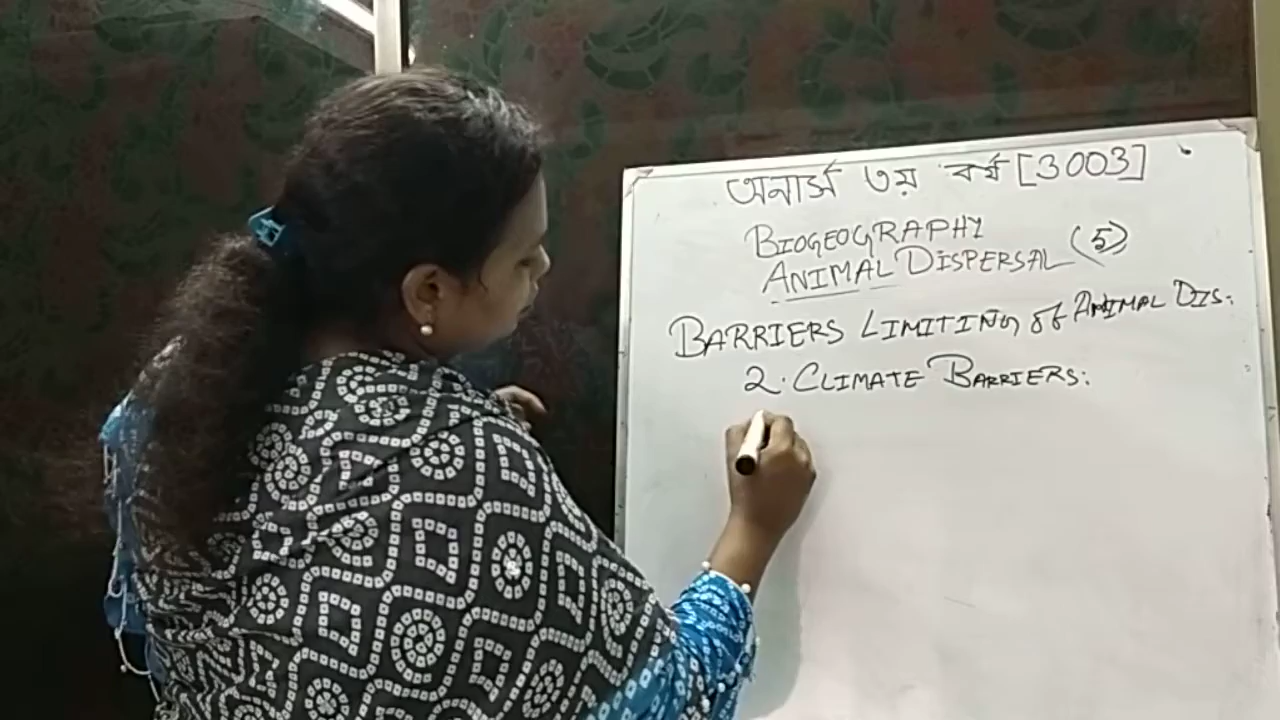 অনার্স ৩য় বর্ষ [3003]
BIOGEOGRAPHY
ANIMAL DISPERSAL (5)
BARRIERS LIMITING of ANIMAL DIS:
2. CLIMATE BARRIERS: